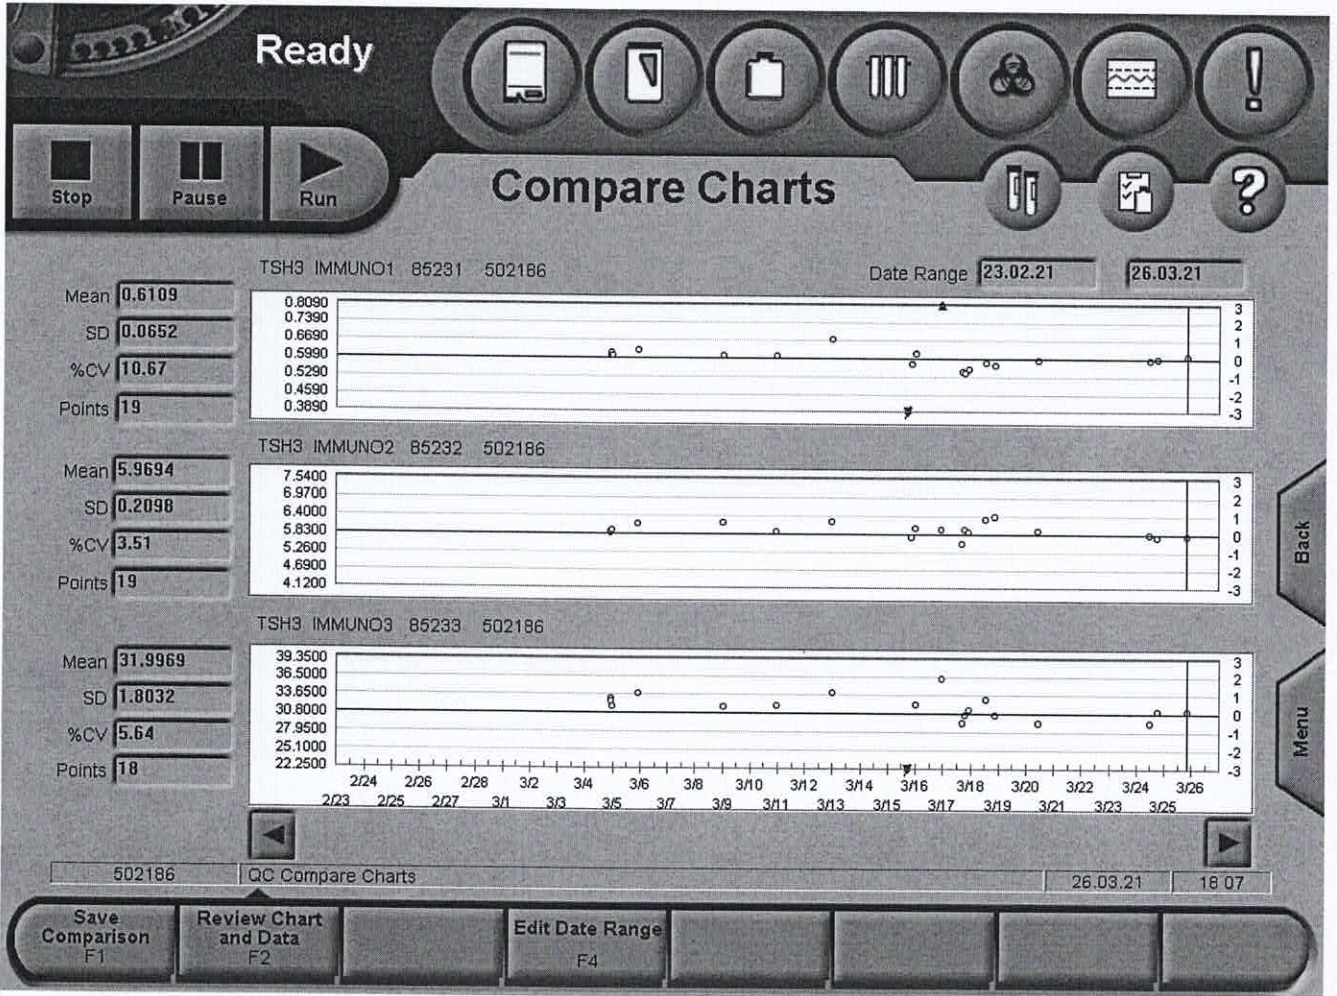 Ready
Stop
Pause
Run
Compare Charts
TSH3 IMMUNO1 85231 502186
Date Range 23.02.21 26.03.21
Mean 0.6109
SD 0.0652
%CV 10.67
Points 19
0.8090
0.7390
0.6690
0.5990
0.5290
0.4590
0.3890
3
2
1
0
-1
-2
-3
TSH3 IMMUNO2 85232 502186
Mean 5.9694
SD 0.2098
%CV 3.51
Points 19
7.5400
6.9700
6.4000
5.8300
5.2600
4.6900
4.1200
3
2
1
0
-1
-2
-3
Back
TSH3 IMMUNO3 85233 502186
Mean 31.9969
SD 1.8032
%CV 5.64
Points 18
39.3500
36.5000
33.6500
30.8000
27.9500
25.1000
22.2500
3
2
1
0
-1
-2
-3
Menu
2/24 2/26 2/28 3/2 3/4 3/6 3/8 3/10 3/12 3/14 3/16 3/18 3/20 3/22 3/24 3/26
2/23 2/25 2/27 3/1 3/3 3/5 3/7 3/9 3/11 3/13 3/15 3/17 3/19 3/21 3/23 3/25
502186 QC Compare Charts 26.03.21 18 07
Save Comparison F1
Review Chart and Data F2
Edit Date Range F4